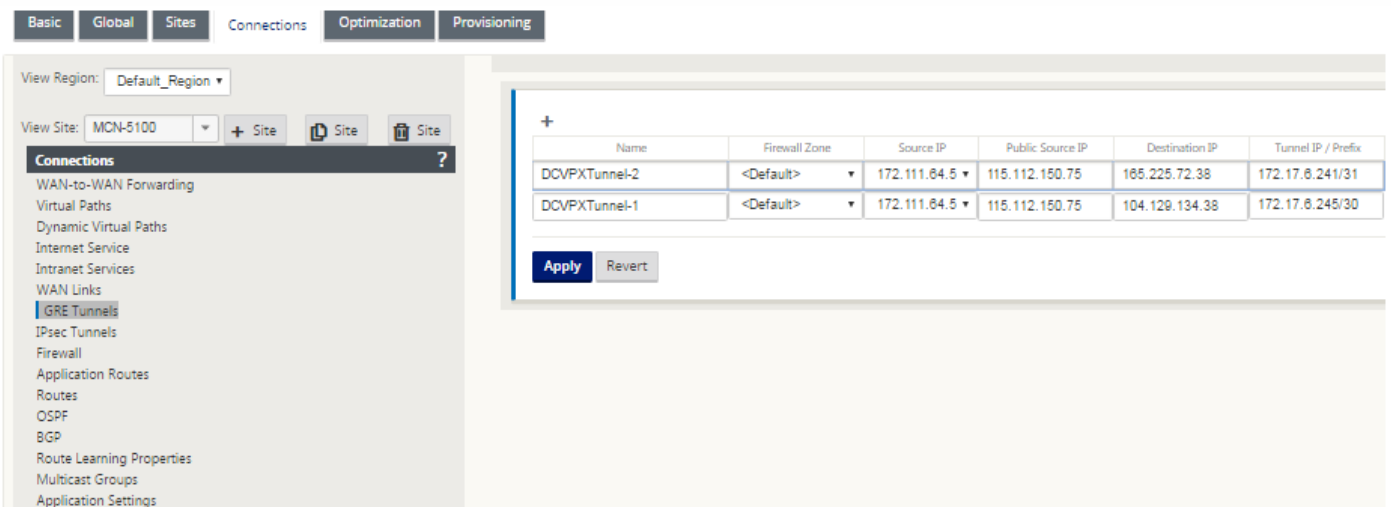 Basic Global Sites Connections Optimization Provisioning
View Region: Default_Region
View Site: MCN-5100 + Site Site Site
Connections ?
WAN-to-WAN Forwarding
Virtual Paths
Dynamic Virtual Paths
Internet Service
Intranet Services
WAN Links
GRE Tunnels
IPsec Tunnels
Firewall
Application Routes
Routes
OSPF
BGP
Route Learning Properties
Multicast Groups
Application Settings
+
Name Firewall Zone Source IP Public Source IP Destination IP Tunnel IP / Prefix
DCVPXTunnel-2 <Default> 172.111.64.5 115.112.150.75 165.225.72.38 172.17.6.241/31
DCVPXTunnel-1 <Default> 172.111.64.5 115.112.150.75 104.129.134.38 172.17.6.245/30
Apply Revert